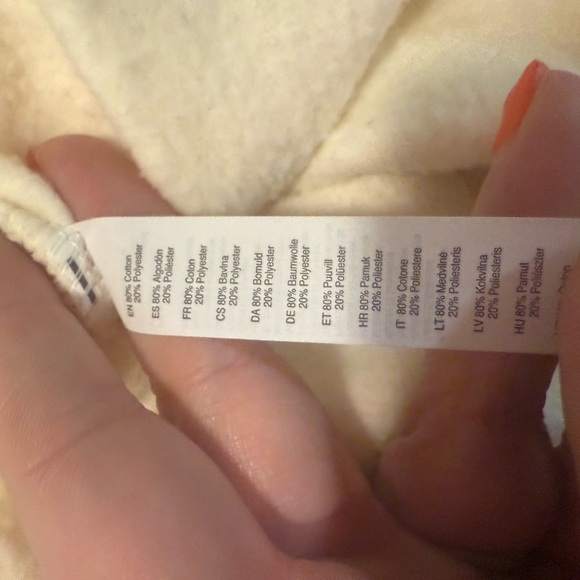 EN 80% Cotton
20% Polyester
ES 80% Algodón
20% Poliéster
FR 80% Coton
20% Polyester
CS 80% Bavlna
20% Polyester
DA 80% Bomuld
20% Polyester
DE 80% Baumwolle
20% Polyester
ET 80% Puuvill
20% Polüester
HR 80% Pamuk
20% Poliester
IT 80% Cotone
20% Poliestere
LT 80% Medvilnė
20% Poliesteris
LV 80% Kokvilna
20% Poliesteris
HU 80% Pamut
20% Poliészter